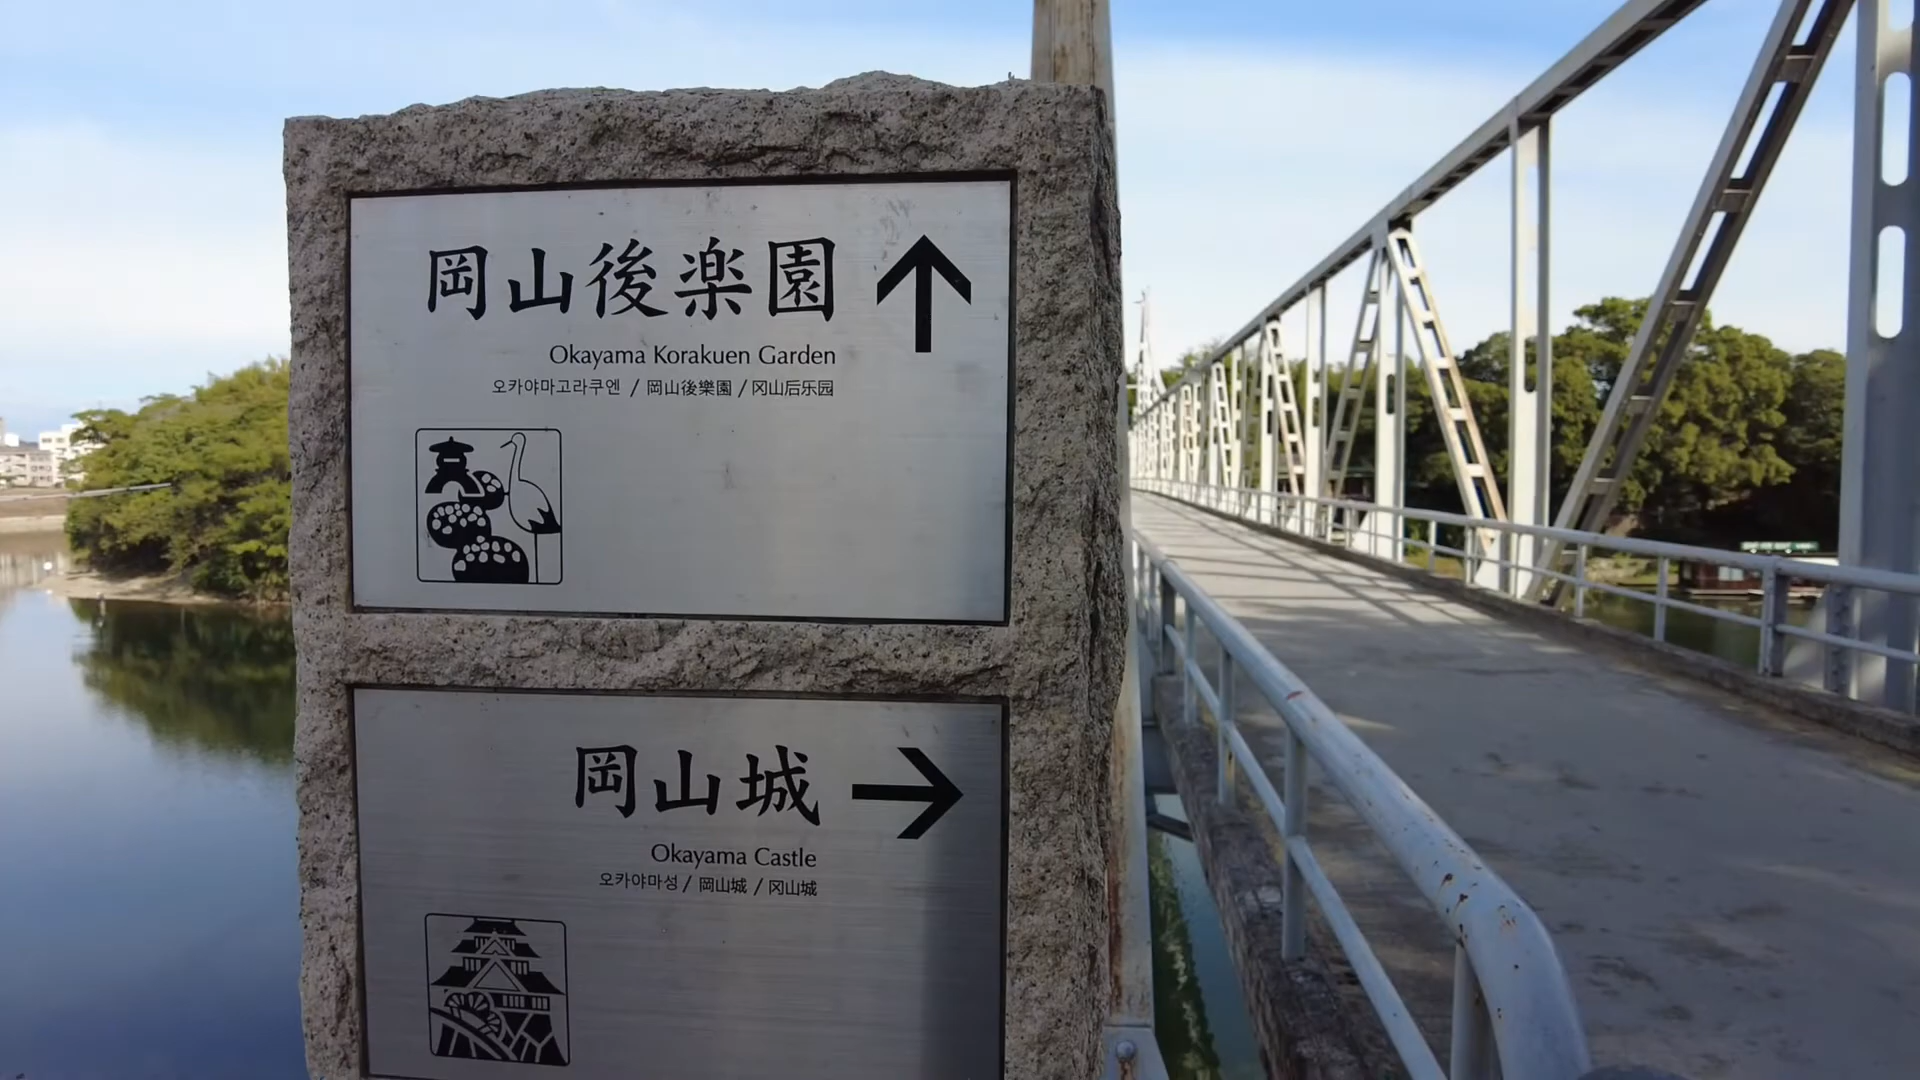 岡山後楽園
Okayama Korakuen Garden
오카야마고라쿠엔 / 岡山後樂園 / 冈山后乐园
岡山城
Okayama Castle
오카야마성 / 岡山城 / 冈山城